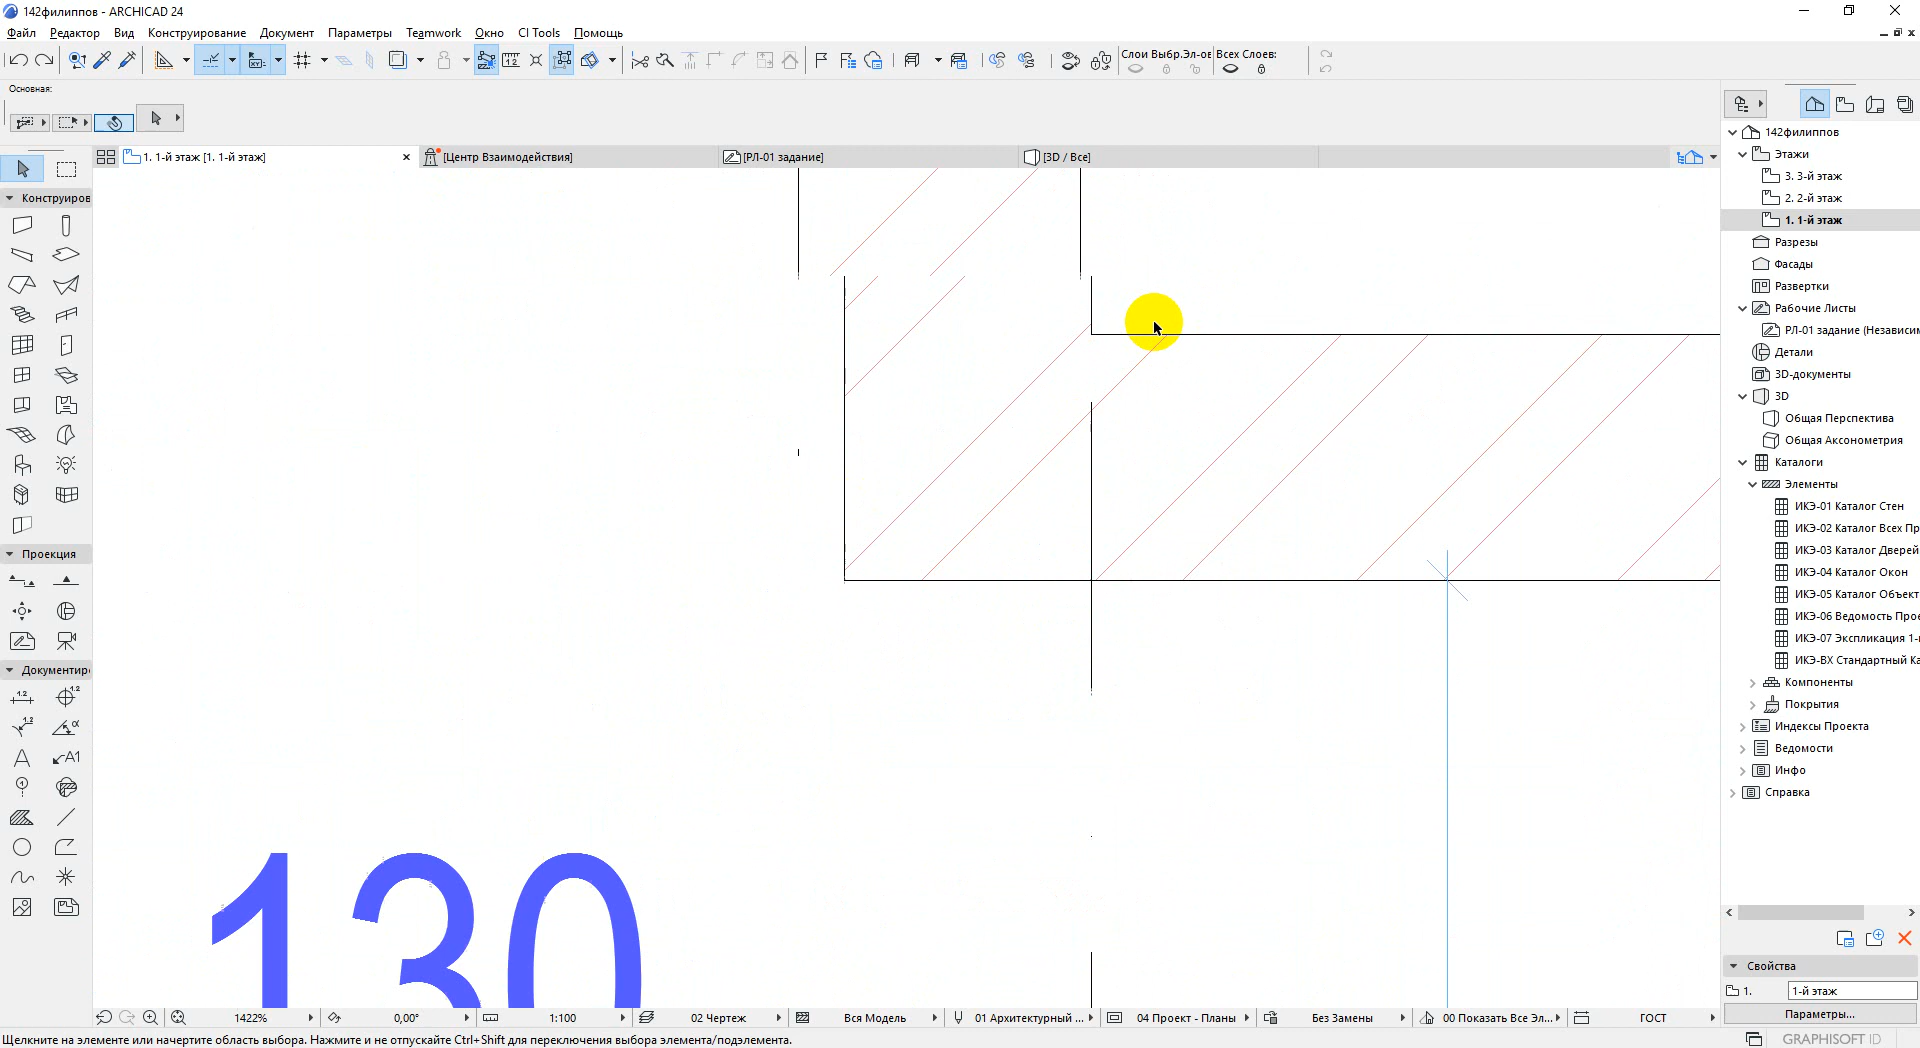 142филиппов - ARCHICAD 24
Файл Редактор Вид Конструирование Документ Параметры Teamwork Окно CI Tools Помощь
Слои Выбр.Эл-ов Всех Слоев:
Основная:
1. 1-й этаж [1. 1-й этаж]
[Центр Взаимодействия]
[РЛ-01 задание]
[3D / Все]
Конструиров
Проекция
Документир
1.2
1.2
1.2
A1
130
142филиппов
Этажи
3. 3-й этаж
2. 2-й этаж
1. 1-й этаж
Разрезы
Фасады
Развертки
Рабочие Листы
РЛ-01 задание (Независим
Детали
3D-документы
3D
Общая Перспектива
Общая Аксонометрия
Каталоги
Элементы
ИКЭ-01 Каталог Стен
ИКЭ-02 Каталог Всех Пр
ИКЭ-03 Каталог Дверей
ИКЭ-04 Каталог Окон
ИКЭ-05 Каталог Объект
ИКЭ-06 Ведомость Прое
ИКЭ-07 Экспликация 1-
ИКЭ-ВХ Стандартный Ка
Компоненты
Покрытия
Индексы Проекта
Ведомости
Инфо
Справка
Свойства
1. 1-й этаж
Параметры...
1422% 0,00° 1:100 02 Чертеж Вся Модель 01 Архитектурный ... 04 Проект - Планы Без Замены 00 Показать Все Эл... ГОСТ
Щелкните на элементе или начертите область выбора. Нажмите и не отпускайте Ctrl+Shift для переключения выбора элемента/подэлемента.
GRAPHISOFT ID